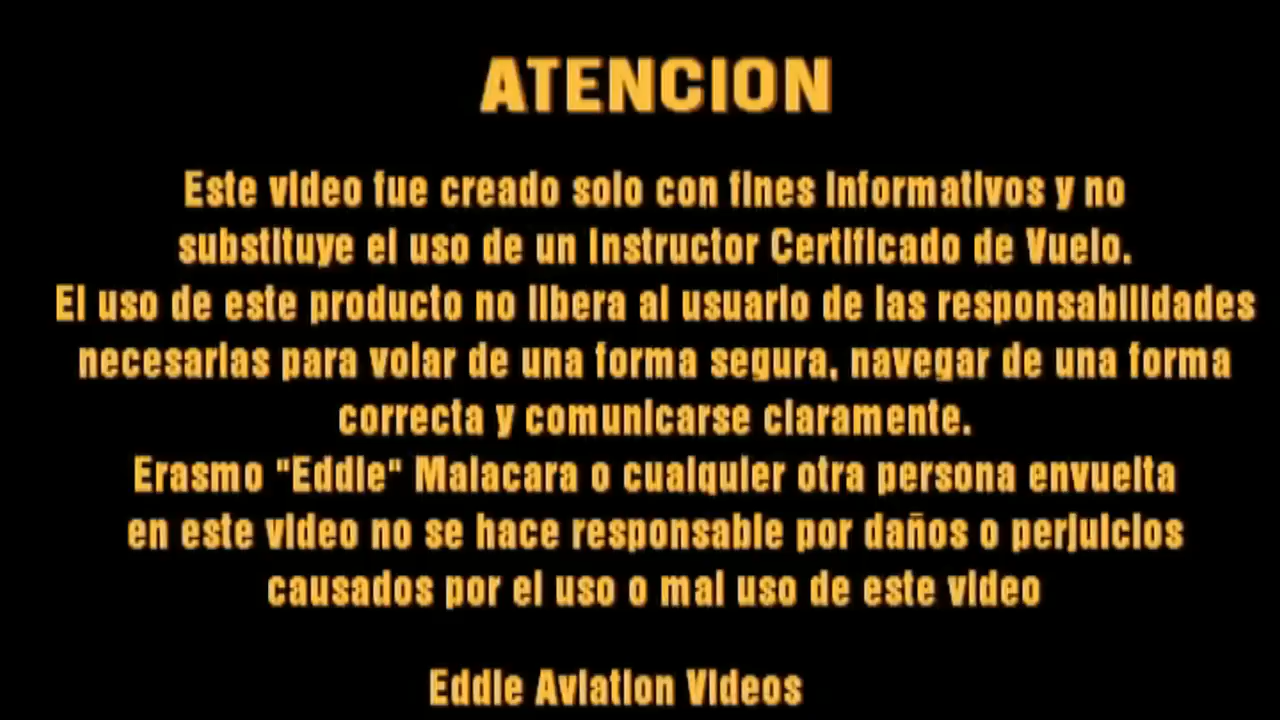 ATENCION
Este video fue creado solo con fines informativos y no
substituye el uso de un Instructor Certificado de Vuelo.
El uso de este producto no libera al usuario de las responsabilidades
necesarias para volar de una forma segura, navegar de una forma
correcta y comunicarse claramente.
Erasmo "Eddie" Malacara o cualquier otra persona envuelta
en este video no se hace responsable por daños o perjuicios
causados por el uso o mal uso de este video
Eddie Aviation Videos